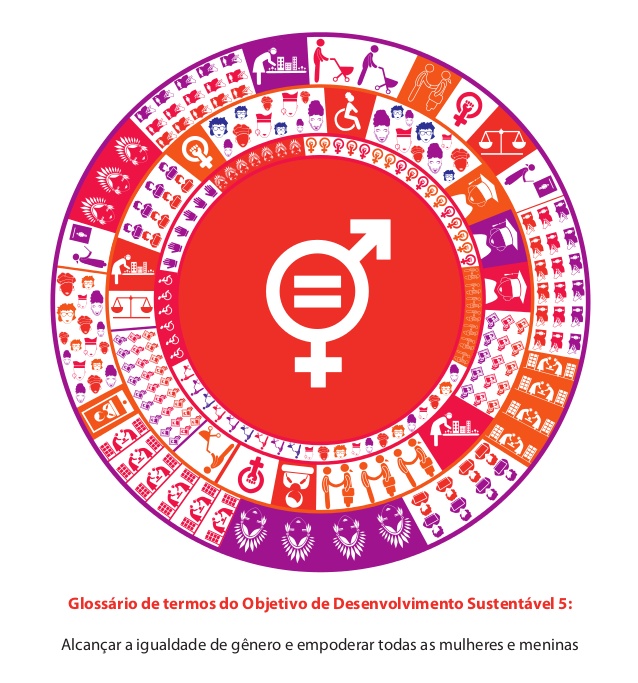 Glossário de termos do Objetivo de Desenvolvimento Sustentável 5:
Alcançar a igualdade de gênero e empoderar todas as mulheres e meninas